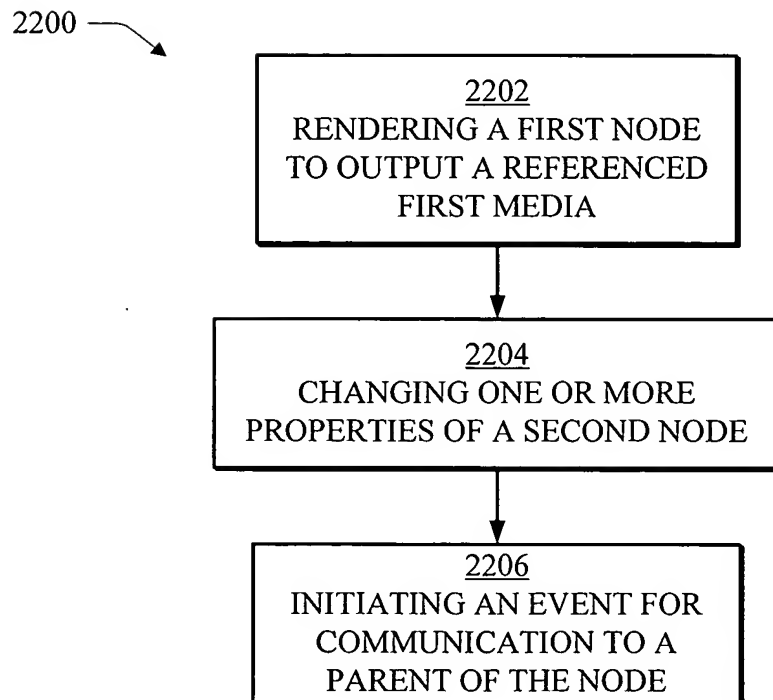 2200
2202
RENDERING A FIRST NODE
TO OUTPUT A REFERENCED
FIRST MEDIA
2204
CHANGING ONE OR MORE
PROPERTIES OF A SECOND NODE
2206
INITIATING AN EVENT FOR
COMMUNICATION TO A
PARENT OF THE NODE